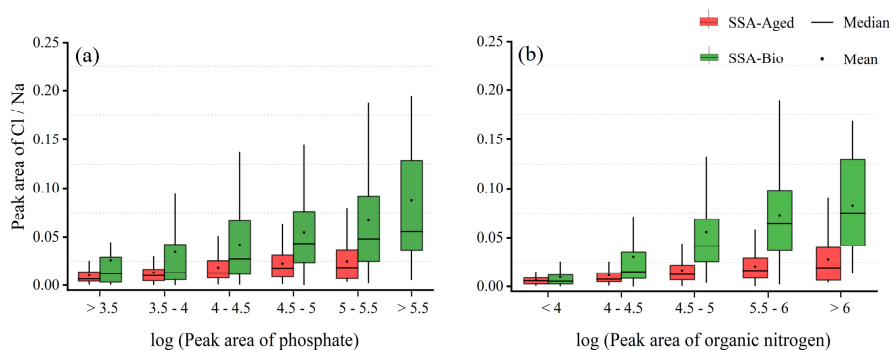 SSA-Aged
Median
SSA-Bio
Mean
(a)
Peak area of Cl / Na
0.25
0.20
0.15
0.10
0.05
0.00
> 3.5
3.5 - 4
4 - 4.5
4.5 - 5
5 - 5.5
> 5.5
log (Peak area of phosphate)
(b)
0.25
0.20
0.15
0.10
0.05
0.00
< 4
4 - 4.5
4.5 - 5
5.5 - 6
> 6
log (Peak area of organic nitrogen)